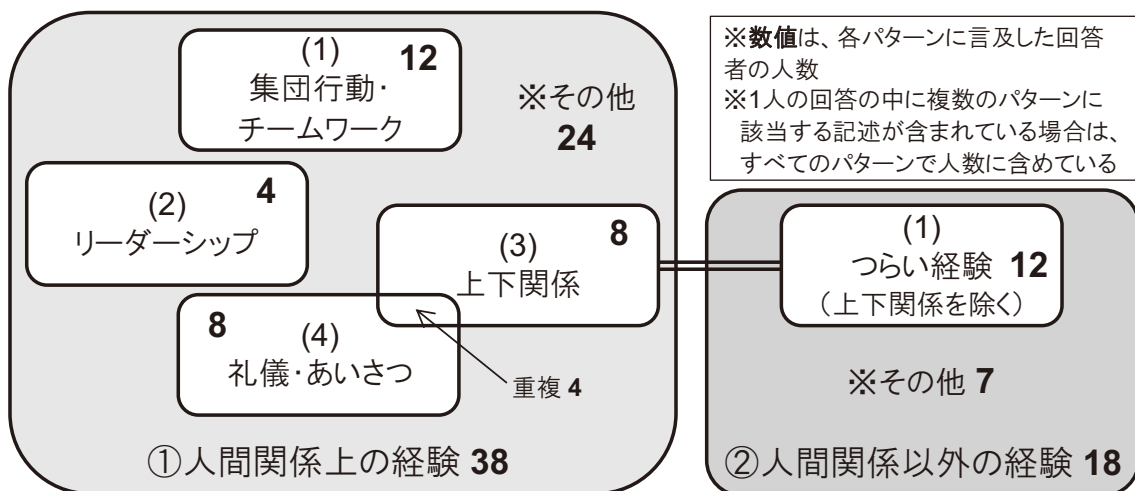 (1)
12
集団行動・
チームワーク
※その他
24
※数値は、各パターンに言及した回答
者の人数
※1人の回答の中に複数のパターンに
該当する記述が含まれている場合は、
すべてのパターンで人数に含めている
(2)
4
リーダーシップ
(3)
8
上下関係
(1)
つらい経験 12
(上下関係を除く)
8
(4)
礼儀・あいさつ
重複 4
※その他 7
①人間関係上の経験 38
②人間関係以外の経験 18